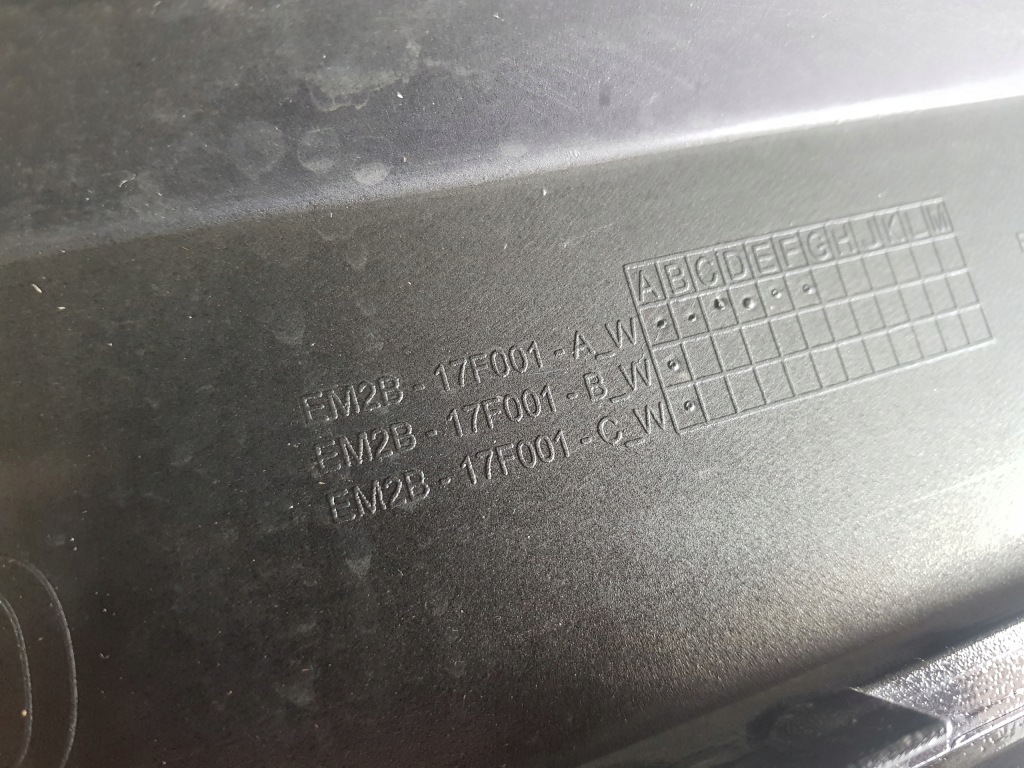 ABCDEFGHJKLM
EM2B - 17F001 - A_W
EM2B - 17F001 - B_W
EM2B - 17F001 - C_W